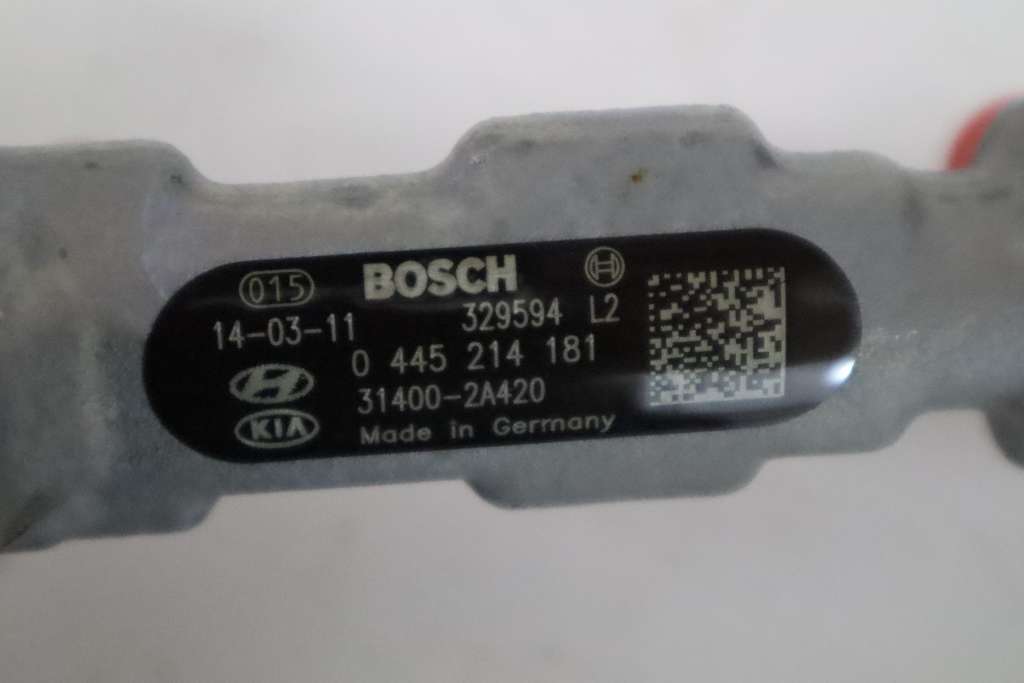 015 BOSCH
14-03-11 329594 L2
0 445 214 181
31400-2A420
KIA
Made in Germany